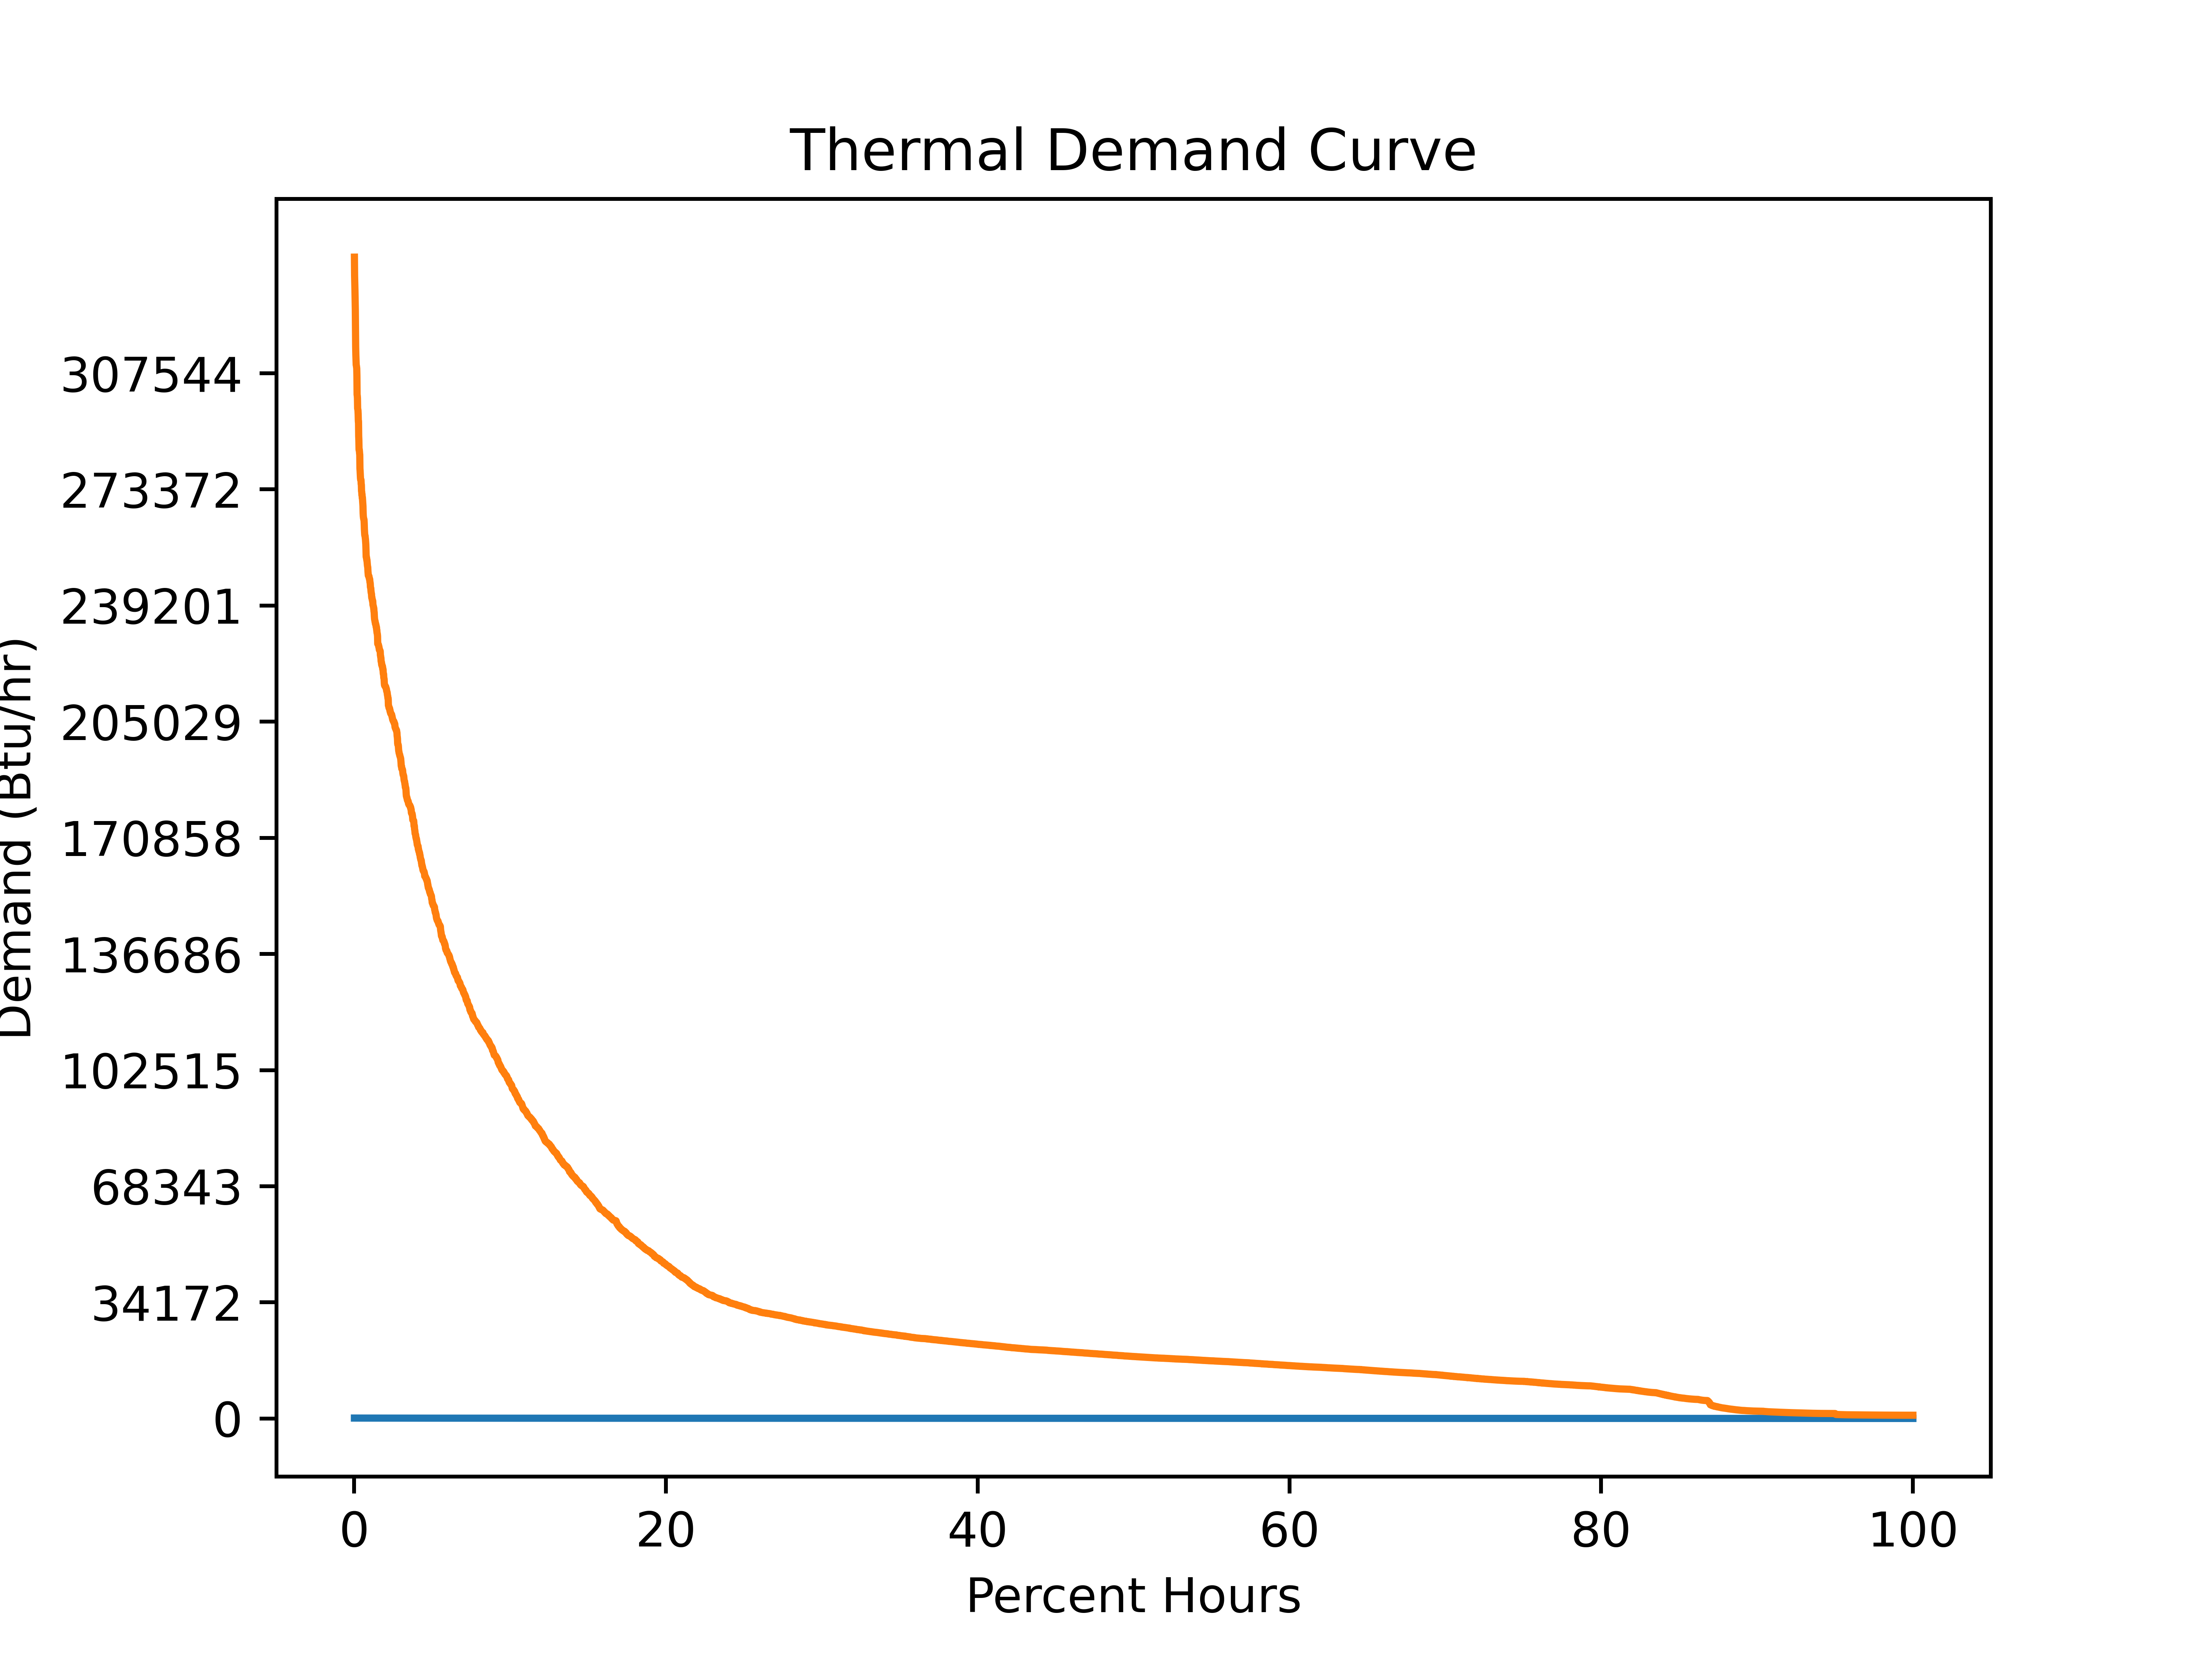 Thermal Demand Curve
307544
273372
239201
205029
170858
136686
102515
68343
34172
0
Demand (Btu/hr)
0 20 40 60 80 100
Percent Hours